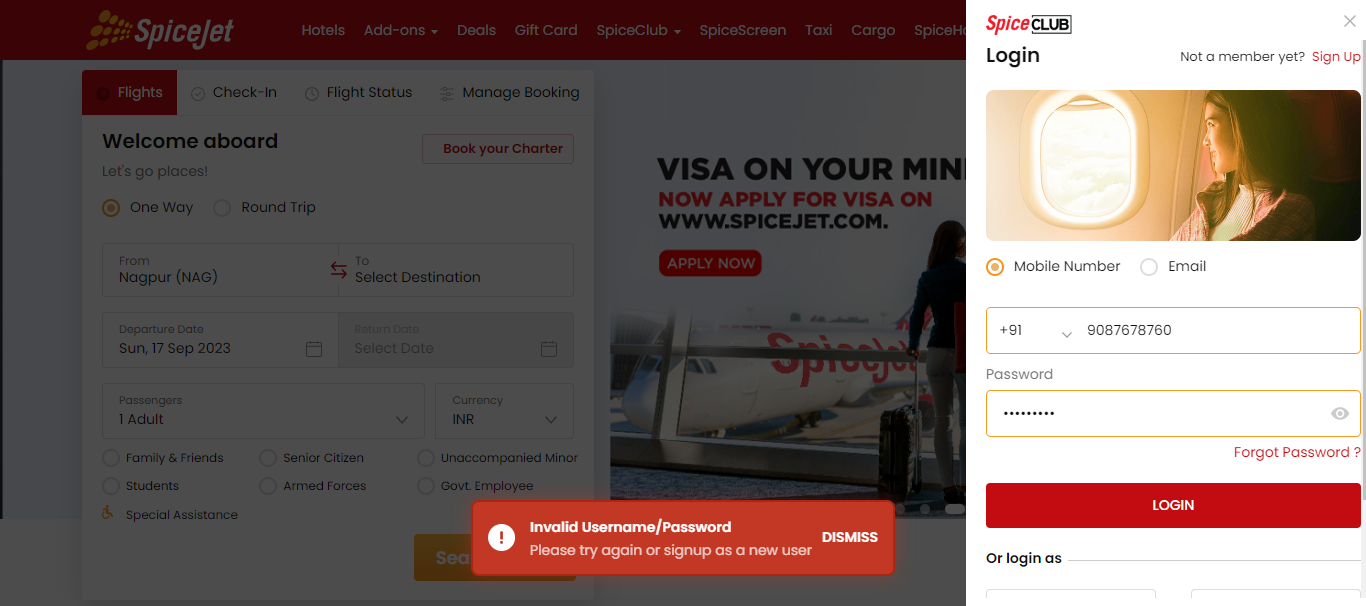 SpiceJet
Hotels Add-ons Deals Gift Card SpiceClub SpiceScreen Taxi Cargo
Flights Check-In Flight Status Manage Booking
Welcome aboard
Book your Charter
Let's go places!
One Way Round Trip
From
Nagpur (NAG)
To
Select Destination
Departure Date
Sun, 17 Sep 2023
Return Date
Select Date
Passengers
1 Adult
Currency
INR
Family & Friends Senior Citizen Unaccompanied Minor
Students Armed Forces Govt. Employee
Special Assistance
VISA ON YOUR
NOW APPLY FOR VISA ON
WWW.SPICEJET.COM.
APPLY NOW
SpiceJet
Invalid Username/Password
Please try again or signup as a new user
DISMISS
SpiceCLUB
Login
Not a member yet? Sign Up
Mobile Number Email
+91 9087678760
Password
•••••••••
Forgot Password ?
LOGIN
Or login as